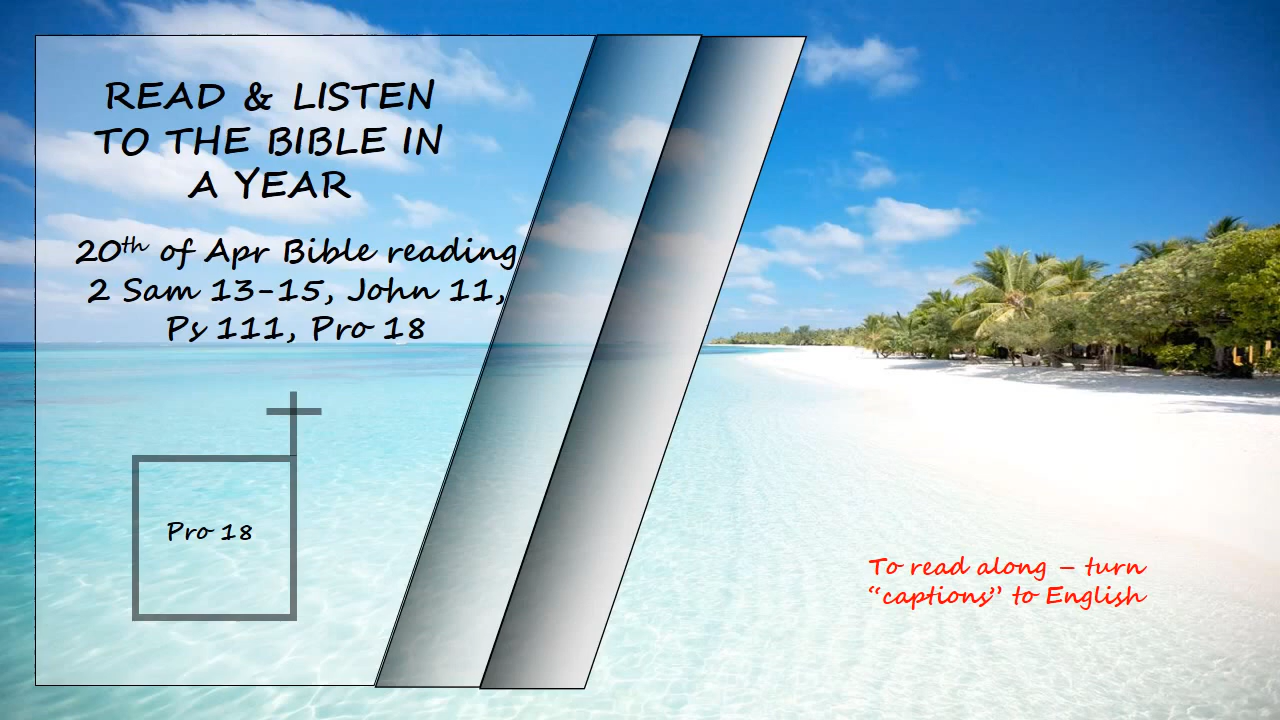 READ & LISTEN
TO THE BIBLE IN
A YEAR
20th of Apr Bible reading
2 Sam 13-15, John 11,
Ps 111, Pro 18
Pro 18
To read along – turn
“captions” to English